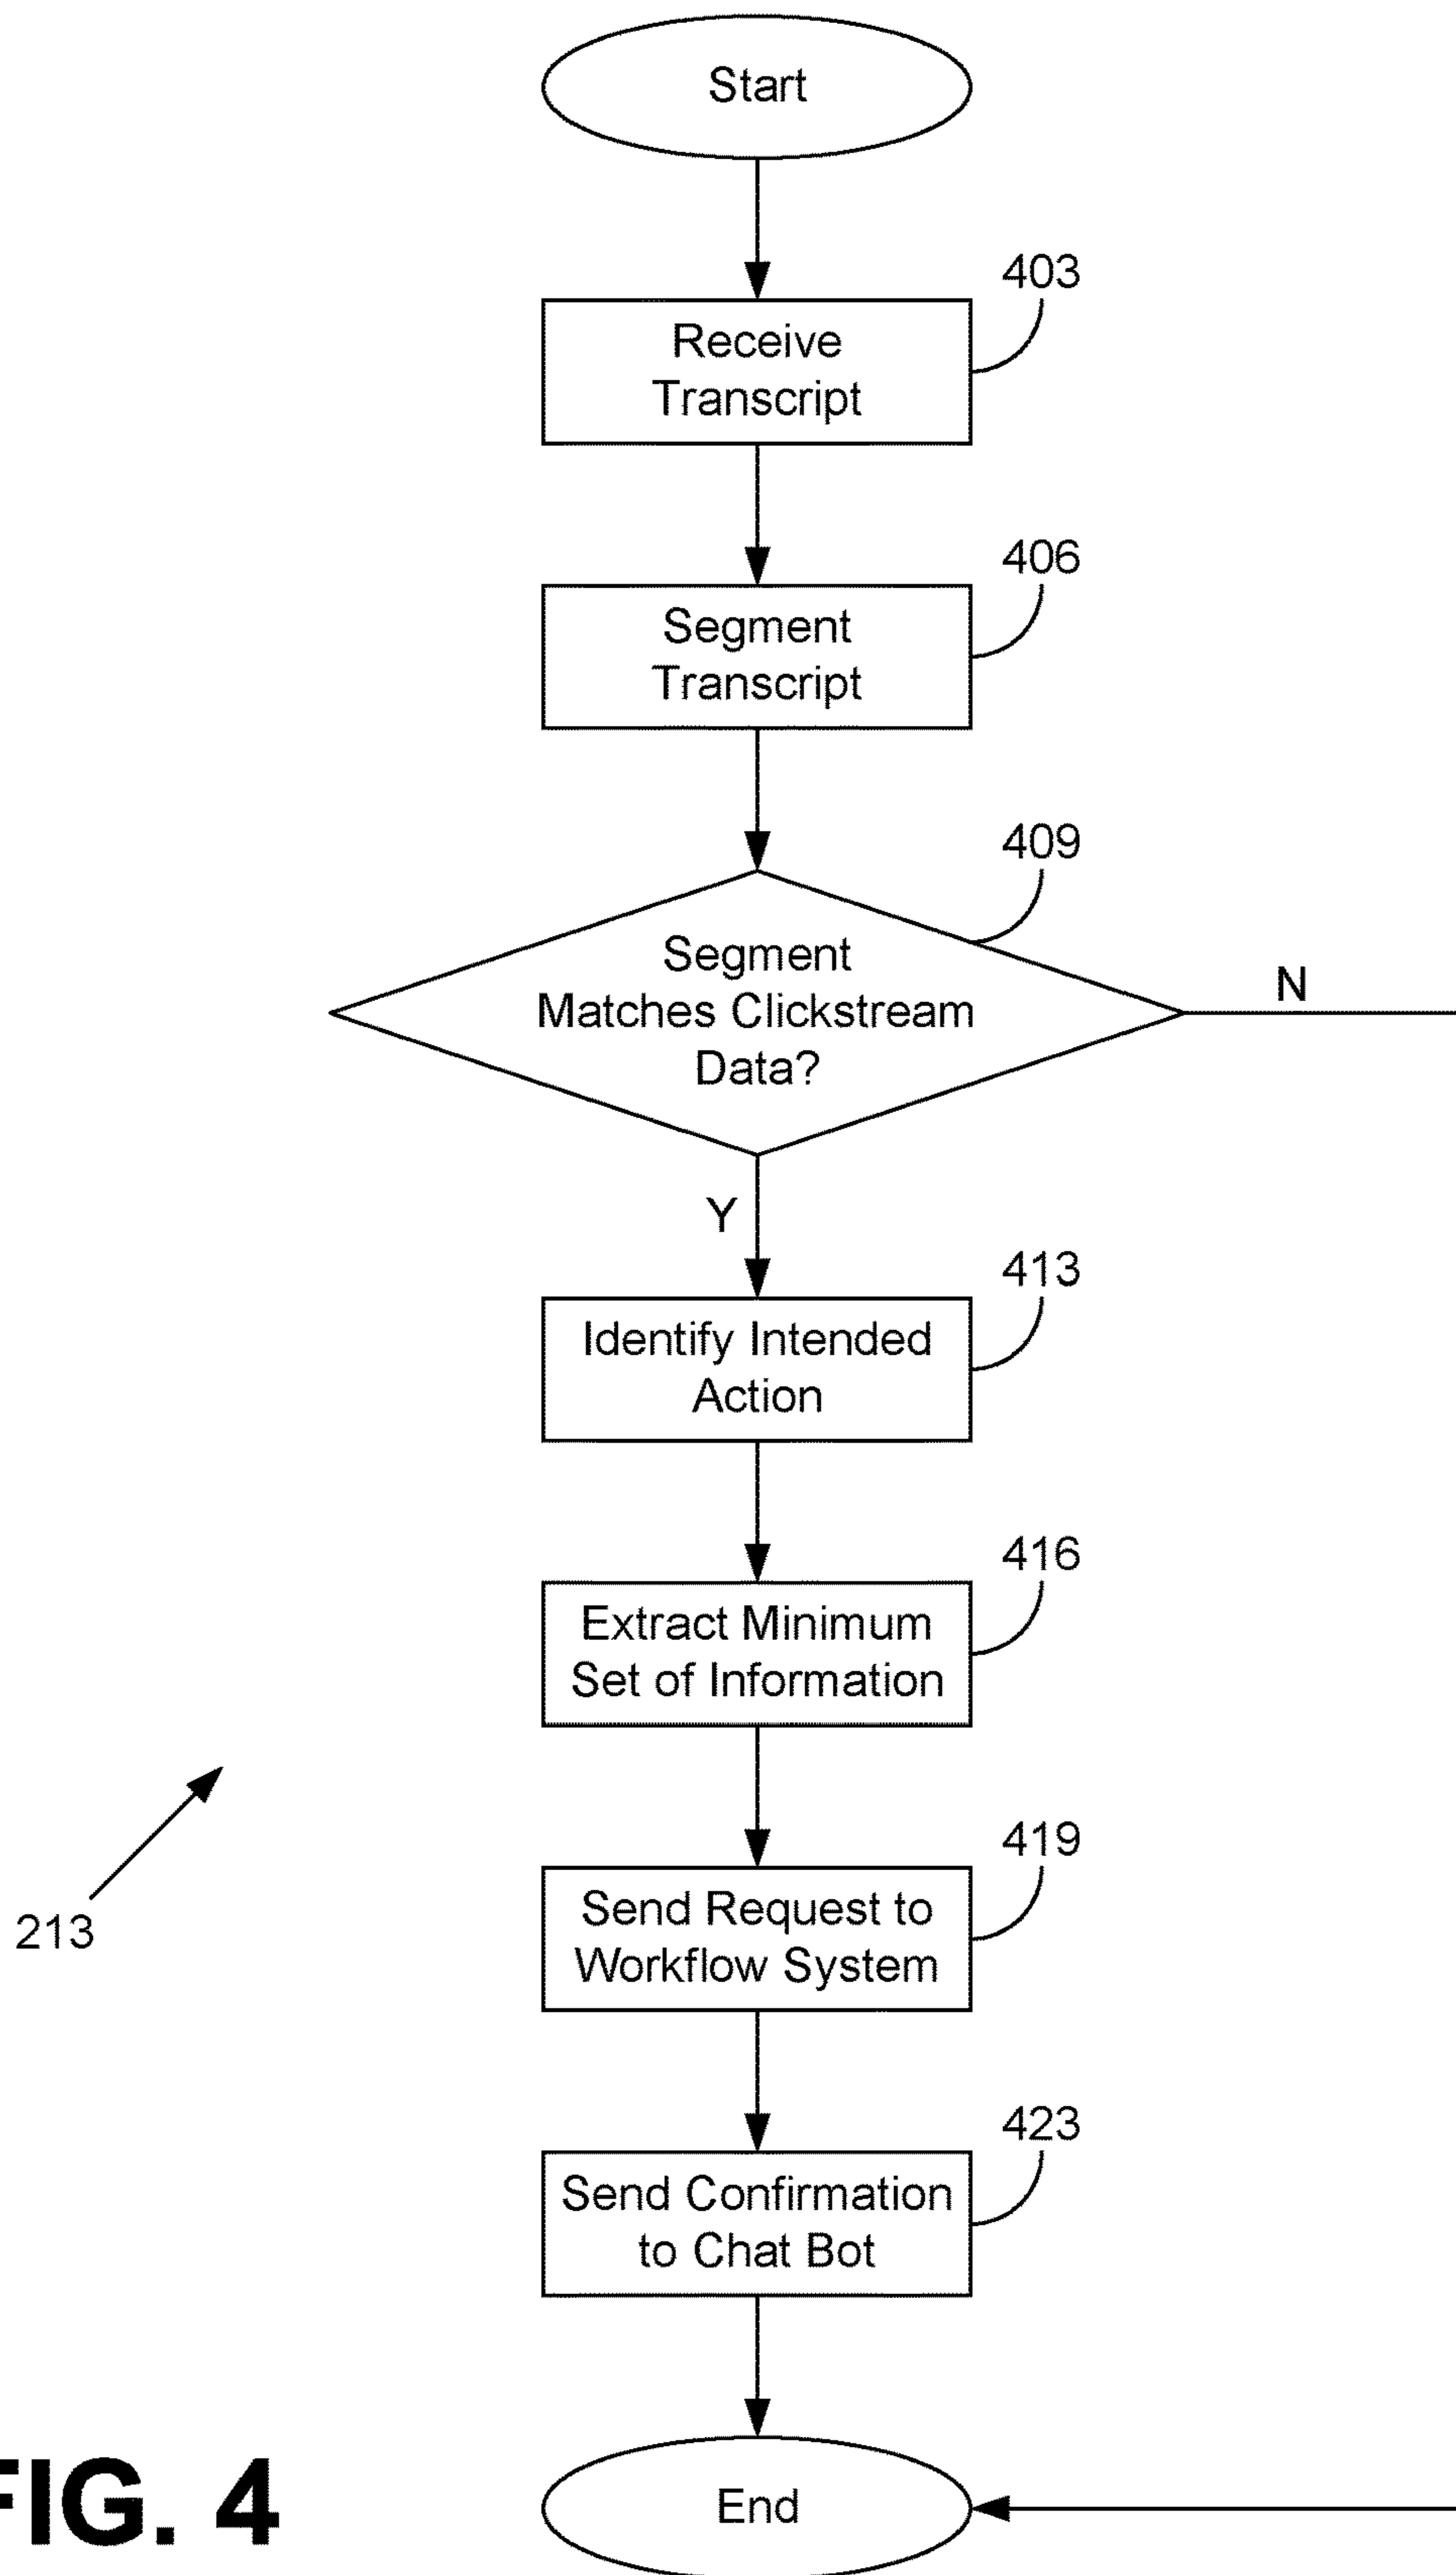 Start
403
Receive
Transcript
406
Segment
Transcript
409
Segment
Matches Clickstream
Data?
N
Y
413
Identify Intended
Action
416
Extract Minimum
Set of Information
419
Send Request to
Workflow System
213
423
Send Confirmation
to Chat Bot
End
FIG. 4